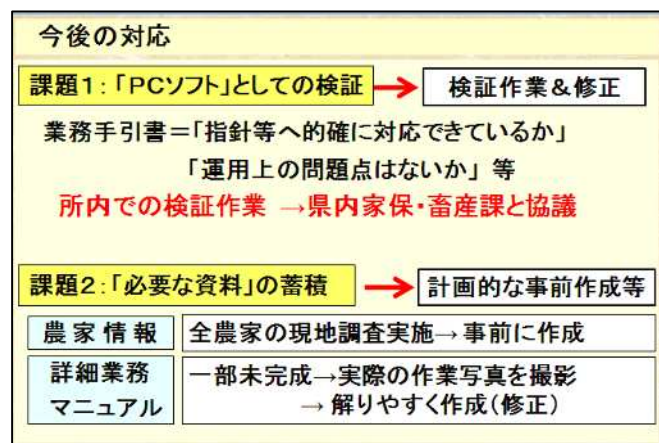 今後の対応
課題1:「PCソフト」としての検証 → 検証作業&修正
業務手引書=「指針等へ的確に対応できているか」
「運用上の問題点はないか」等
所内での検証作業 →県内家保・畜産課と協議
課題2:「必要な資料」の蓄積 → 計画的な事前作成等
農家情報 全農家の現地調査実施→事前に作成
詳細業務 一部未完成→実際の作業写真を撮影
マニュアル → 解りやすく作成(修正)